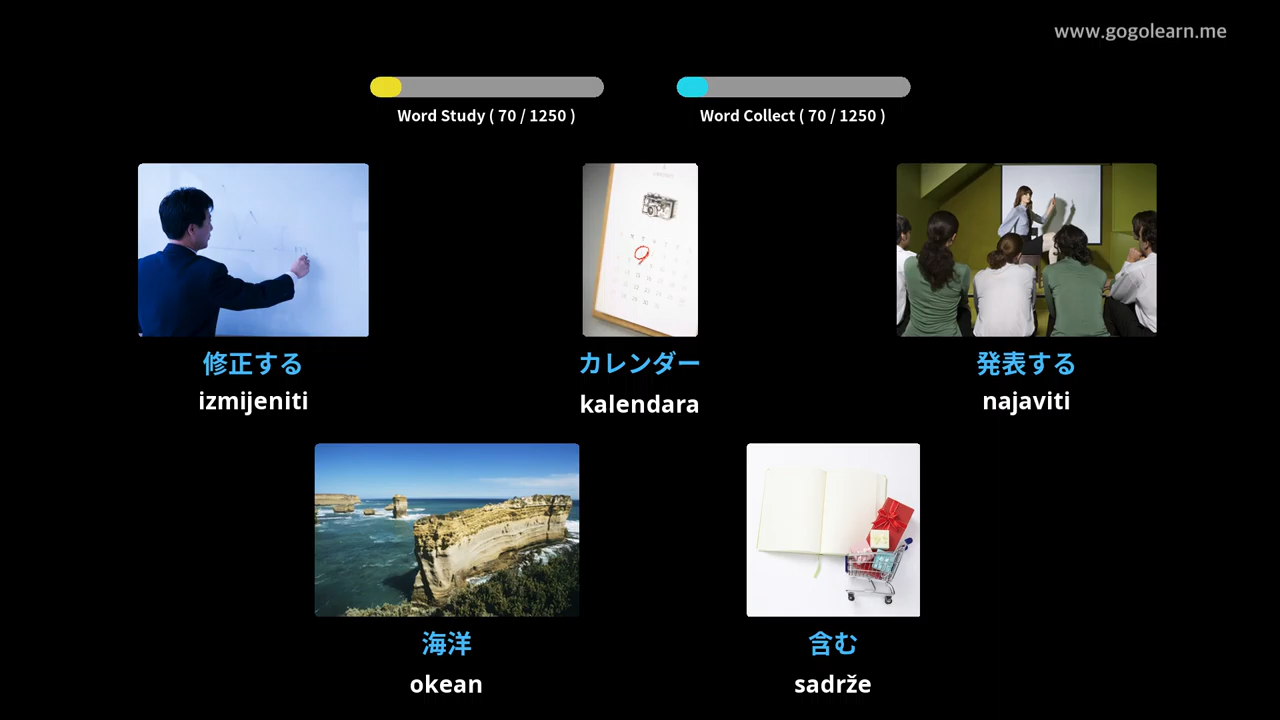 www.gogolearn.me
Word Study ( 70 / 1250 )
Word Collect ( 70 / 1250 )
修正する
カレンダー
発表する
izmijeniti
kalendara
najaviti
海洋
含む
okean
sadrže